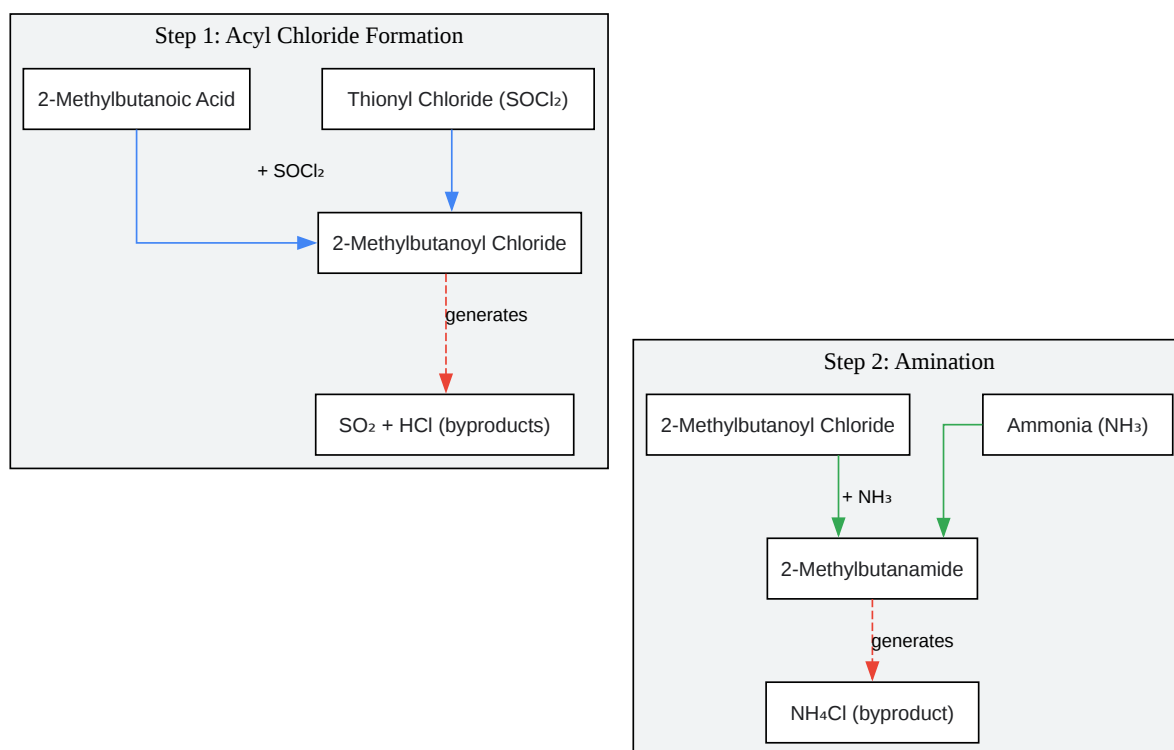 Step 1: Acyl Chloride Formation
2-Methylbutanoic Acid
Thionyl Chloride (SOCl₂)
+ SOCl₂
2-Methylbutanoyl Chloride
generates
SO₂ + HCl (byproducts)
Step 2: Amination
2-Methylbutanoyl Chloride
Ammonia (NH₃)
+ NH₃
2-Methylbutanamide
generates
NH₄Cl (byproduct)